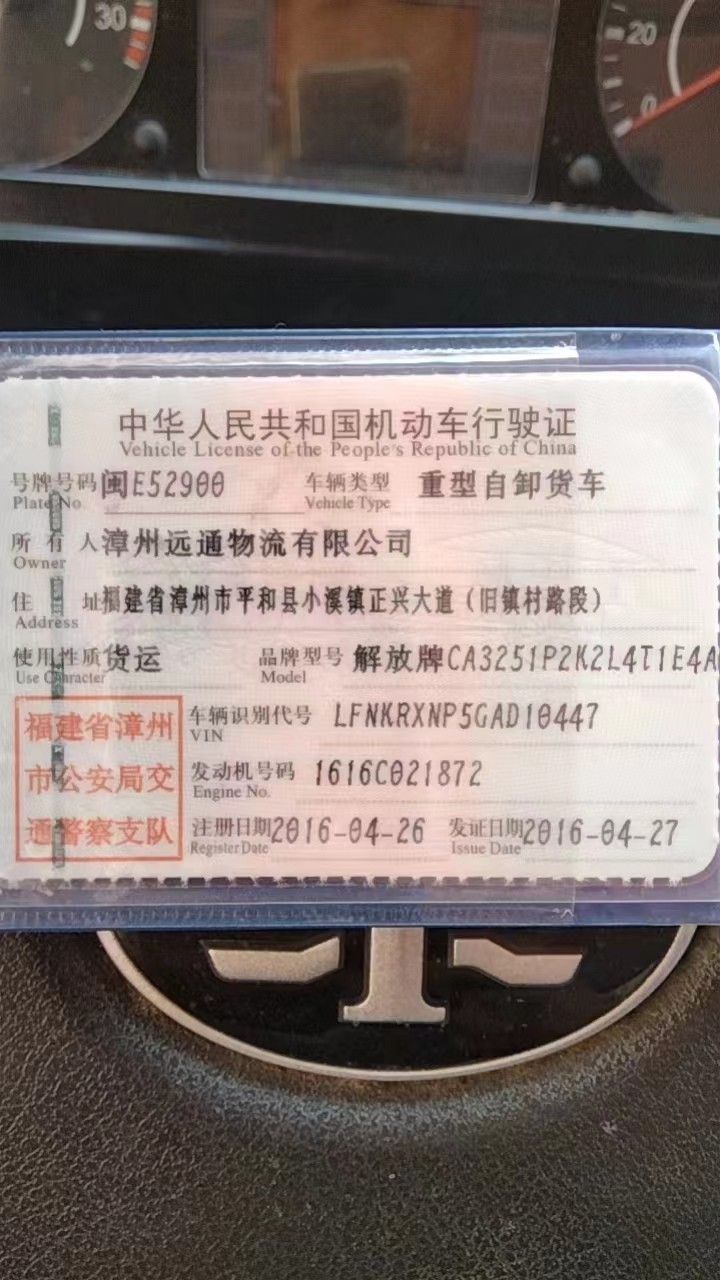 30
20
0
中华人民共和国机动车行驶证
Vehicle License of the People's Republic of China
号牌号码 闽E52900 车辆类型 重型自卸货车
Plate No. Vehicle Type
所有人 漳州远通物流有限公司
Owner
住址 福建省漳州市平和县小溪镇正兴大道（旧镇村路段）
Address
使用性质 货运 品牌型号 解放牌CA3251P2K2L4T1E4A
Use Character Model
福建省漳州
市公安局交
通警察支队
车辆识别代号 LFNKRXNP5GAD10447
VIN
发动机号码 1616C021872
Engine No.
注册日期 2016-04-26 发证日期 2016-04-27
Register Date Issue Date